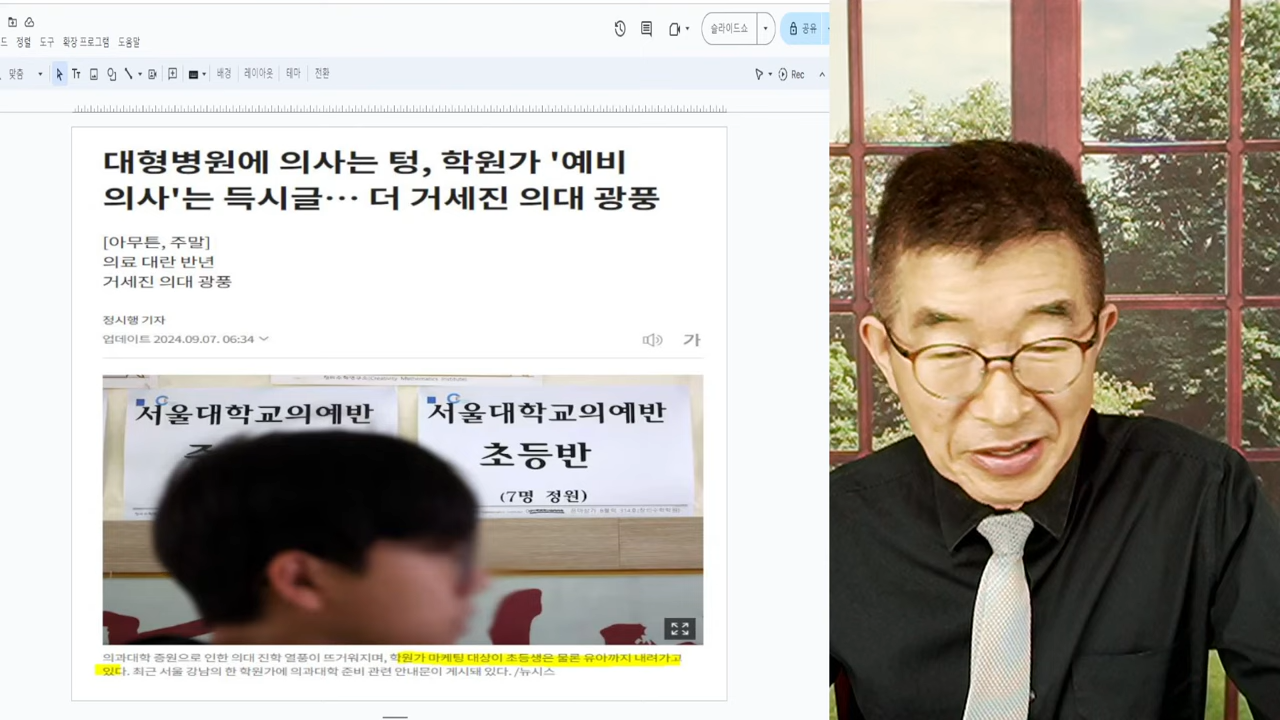 정렬 도구 확장 프로그램 도움말
슬라이드쇼
공유
맞춤
Tт
배경 레이아웃 테마 전환
Rec
대형병원에 의사는 텅, 학원가 '예비
의사'는 득시글… 더 거세진 의대 광풍
[아무튼, 주말]
의료 대란 반년
거세진 의대 광풍
정시행 기자
업데이트 2024.09.07. 06:34
가
서울대학교의예반
서울대학교의예반
초등반
(7명 정원)
의과대학 증원으로 인한 의대 진학 열풍이 뜨거워지며, 학원가 마케팅 대상이 초등생은 물론 유아까지 내려가고
있다. 최근 서울 강남의 한 학원가에 의과대학 준비 관련 안내문이 게시돼 있다. /뉴시스